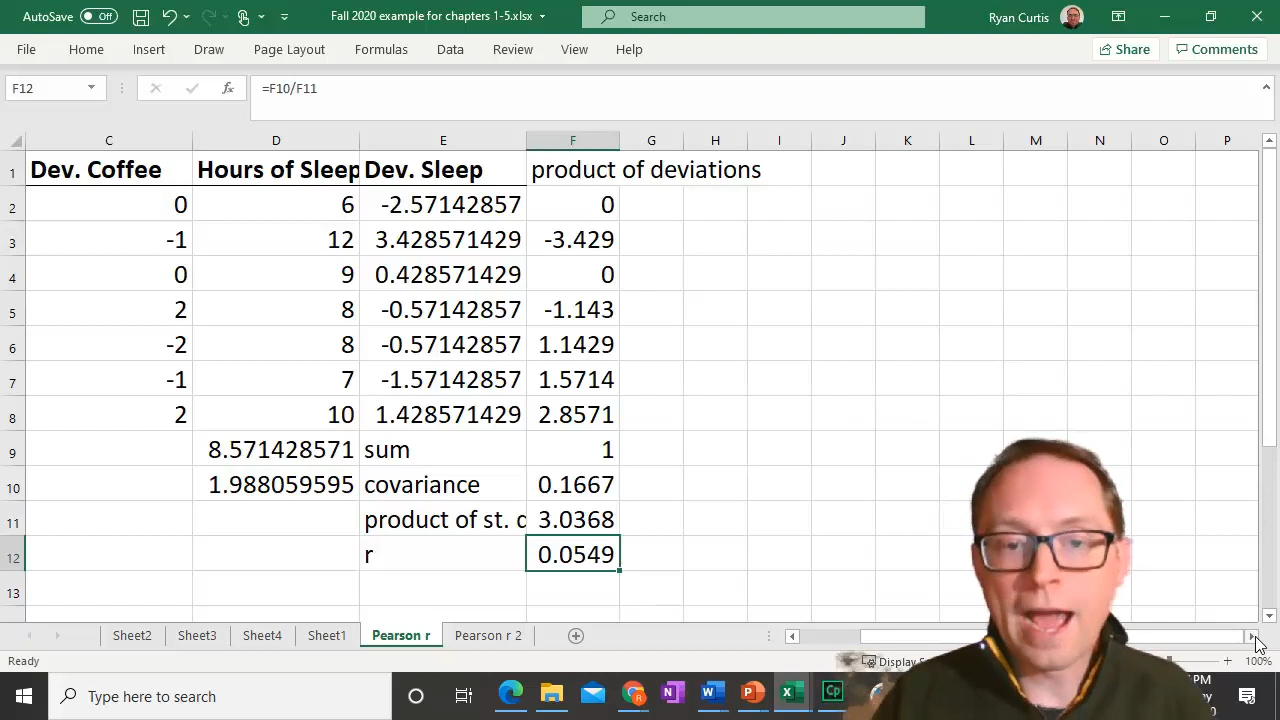 AutoSave Off Fall 2020 example for chapters 1-5.xlsx Search Ryan Curtis
File Home Insert Draw Page Layout Formulas Data Review View Help Share Comments
F12 fx =F10/F11
C D E F G H I J K L M N O P
1 Dev. Coffee Hours of Sleep Dev. Sleep product of deviations
2 0 6 -2.57142857 0
3 -1 12 3.428571429 -3.429
4 0 9 0.428571429 0
5 2 8 -0.57142857 -1.143
6 -2 8 -0.57142857 1.1429
7 -1 7 -1.57142857 1.5714
8 2 10 1.428571429 2.8571
9 8.571428571 sum 1
10 1.988059595 covariance 0.1667
11 product of st. d 3.0368
12 r 0.0549
13
Sheet2 Sheet3 Sheet4 Sheet1 Pearson r Pearson r 2
Ready Display 100%
Type here to search